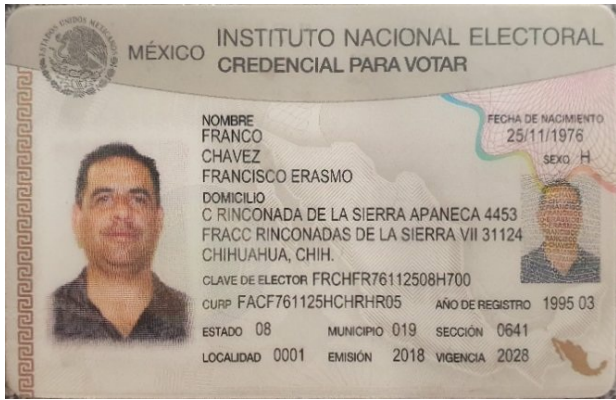 ESTADOS UNIDOS MEXICANOS
MÉXICO INSTITUTO NACIONAL ELECTORAL
CREDENCIAL PARA VOTAR
NOMBRE
FRANCO
CHAVEZ
FRANCISCO ERASMO
FECHA DE NACIMIENTO
25/11/1976
SEXO H
DOMICILIO
C RINCONADA DE LA SIERRA APANECA 4453
FRACC RINCONADAS DE LA SIERRA VII 31124
CHIHUAHUA, CHIH.
CLAVE DE ELECTOR FRCHFR76112508H700
CURP FACF761125HCHRHR05 AÑO DE REGISTRO 1995 03
ESTADO 08 MUNICIPIO 019 SECCIÓN 0641
LOCALIDAD 0001 EMISIÓN 2018 VIGENCIA 2028